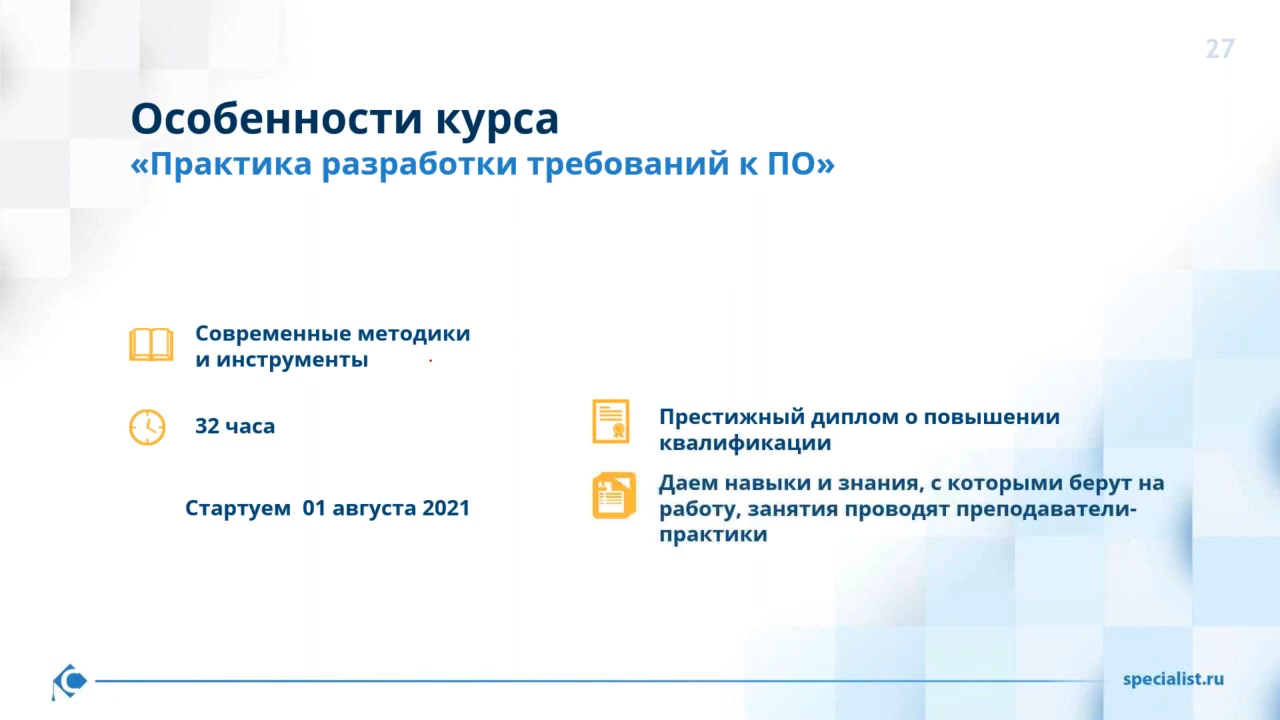 27
Особенности курса
«Практика разработки требований к ПО»
Современные методики
и инструменты
32 часа
Стартуем 01 августа 2021
Престижный диплом о повышении
квалификации
Даем навыки и знания, с которыми берут на
работу, занятия проводят преподаватели-
практики
specialist.ru